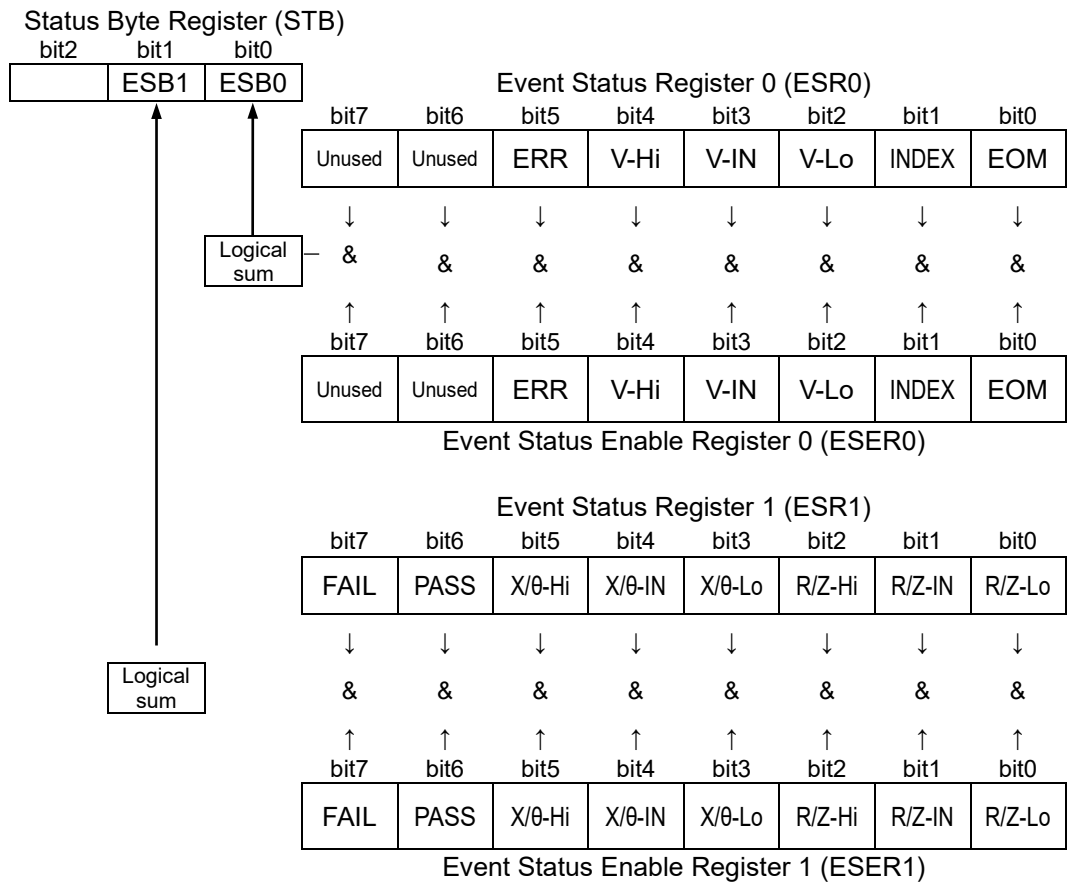 Status Byte Register (STB)
bit2 bit1 bit0
ESB1 ESB0
Event Status Register 0 (ESR0)
bit7 bit6 bit5 bit4 bit3 bit2 bit1 bit0
Unused Unused ERR V-Hi V-IN V-Lo INDEX EOM
↓ ↓ ↓ ↓ ↓ ↓ ↓ ↓
Logical
sum
& & & & & & & &
↑ ↑ ↑ ↑ ↑ ↑ ↑ ↑
bit7 bit6 bit5 bit4 bit3 bit2 bit1 bit0
Unused Unused ERR V-Hi V-IN V-Lo INDEX EOM
Event Status Enable Register 0 (ESER0)
Event Status Register 1 (ESR1)
bit7 bit6 bit5 bit4 bit3 bit2 bit1 bit0
FAIL PASS X/θ-Hi X/θ-IN X/θ-Lo R/Z-Hi R/Z-IN R/Z-Lo
↓ ↓ ↓ ↓ ↓ ↓ ↓ ↓
Logical
sum
& & & & & & & &
↑ ↑ ↑ ↑ ↑ ↑ ↑ ↑
bit7 bit6 bit5 bit4 bit3 bit2 bit1 bit0
FAIL PASS X/θ-Hi X/θ-IN X/θ-Lo R/Z-Hi R/Z-IN R/Z-Lo
Event Status Enable Register 1 (ESER1)